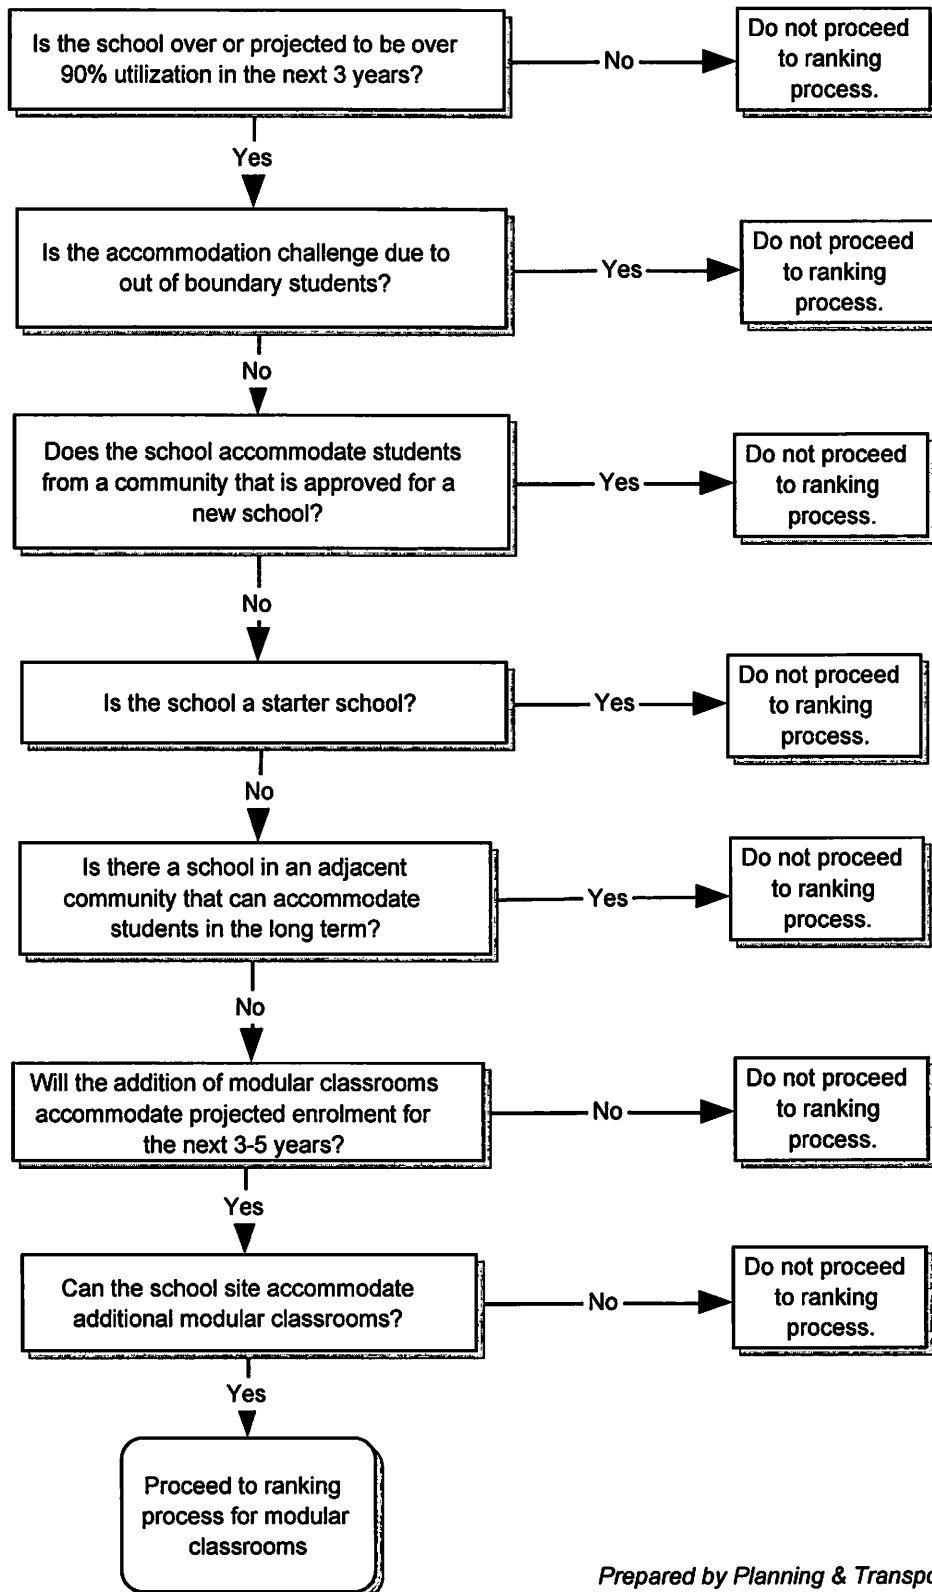 Is the school over or projected to be over
90% utilization in the next 3 years?
No
Do not proceed
to ranking
process.
Yes
Is the accommodation challenge due to
out of boundary students?
Yes
Do not proceed
to ranking
process.
No
Does the school accommodate students
from a community that is approved for a
new school?
Yes
Do not proceed
to ranking
process.
No
Is the school a starter school?
Yes
Do not proceed
to ranking
process.
No
Is there a school in an adjacent
community that can accommodate
students in the long term?
Yes
Do not proceed
to ranking
process.
No
Will the addition of modular classrooms
accommodate projected enrolment for
the next 3-5 years?
No
Do not proceed
to ranking
process.
Yes
Can the school site accommodate
additional modular classrooms?
No
Do not proceed
to ranking
process.
Yes
Proceed to ranking
process for modular
classrooms
Prepared by Planning &